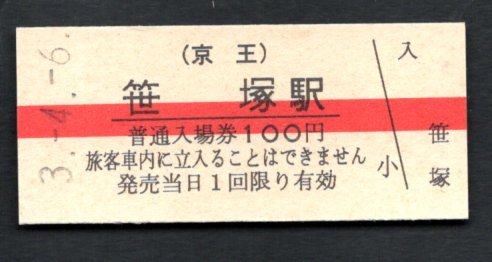 3.-4.-6.
(京王)
笹塚駅
普通入場券100円
旅客車内に立入ることはできません
発売当日1回限り有効
入
小
笹塚